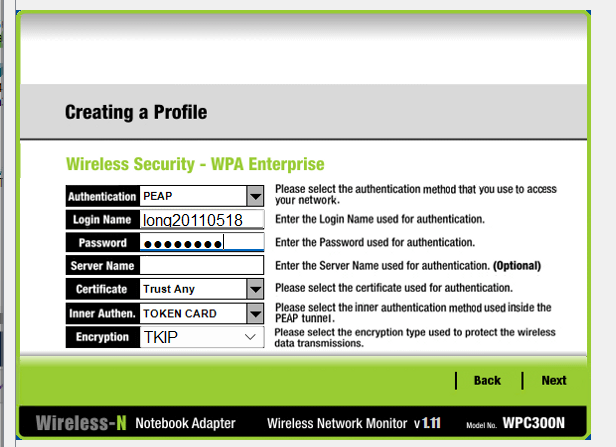 Creating a Profile
Wireless Security - WPA Enterprise
Authentication PEAP Please select the authentication method that you use to access
your network.
Login Name long20110518 Enter the Login Name used for authentication.
Password ●●●●●●●● Enter the Password used for authentication.
Server Name Enter the Server Name used for authentication. (Optional)
Certificate Trust Any Please select the certificate used for authentication.
Inner Authen. TOKEN CARD Please select the inner authentication method used inside the
PEAP tunnel.
Encryption TKIP Please select the encryption type used to protect the wireless
data transmissions.
Back Next
Wireless-N Notebook Adapter Wireless Network Monitor v1.11 Model No. WPC300N